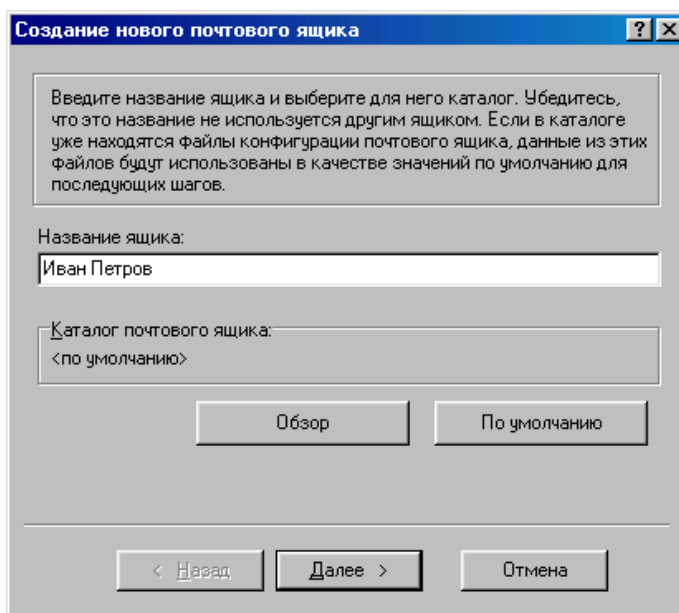 Создание нового почтового ящика
Введите название ящика и выберите для него каталог. Убедитесь,
что это название не используется другим ящиком. Если в каталоге
уже находятся файлы конфигурации почтового ящика, данные из этих
файлов будут использованы в качестве значений по умолчанию для
последующих шагов.
Название ящика:
Иван Петров
Каталог почтового ящика:
<по умолчанию>
Обзор По умолчанию
< Назад Далее > Отмена